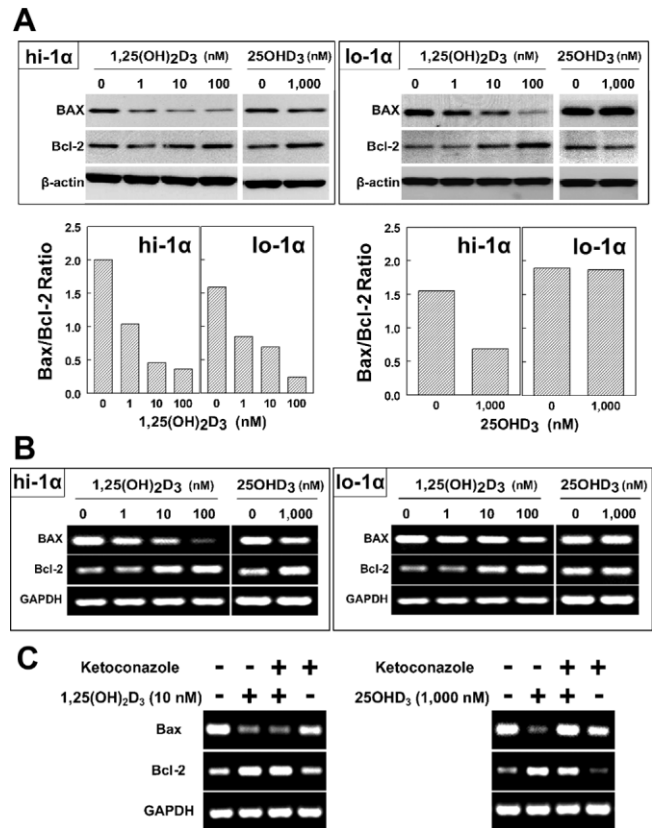 A
hi-1α 1,25(OH)2D3 (nM) 25OHD3 (nM) lo-1α 1,25(OH)2D3 (nM) 25OHD3 (nM)
0 1 10 100 0 1,000 0 1 10 100 0 1,000
BAX BAX
Bcl-2 Bcl-2
β-actin β-actin
Bax/Bcl-2 Ratio
2.5
2.0
1.5
1.0
0.5
0.0
hi-1α lo-1α
0 1 10 100 0 1 10 100
1,25(OH)2D3 (nM)
Bax/Bcl-2 Ratio
2.5
2.0
1.5
1.0
0.5
0.0
hi-1α lo-1α
0 1,000 0 1,000
25OHD3 (nM)
B
hi-1α 1,25(OH)2D3 (nM) 25OHD3 (nM) lo-1α 1,25(OH)2D3 (nM) 25OHD3 (nM)
0 1 10 100 0 1,000 0 1 10 100 0 1,000
BAX BAX
Bcl-2 Bcl-2
GAPDH GAPDH
C
Ketoconazole - - + + Ketoconazole - - + +
1,25(OH)2D3 (10 nM) - + + - 25OHD3 (1,000 nM) - + + -
Bax Bax
Bcl-2 Bcl-2
GAPDH GAPDH